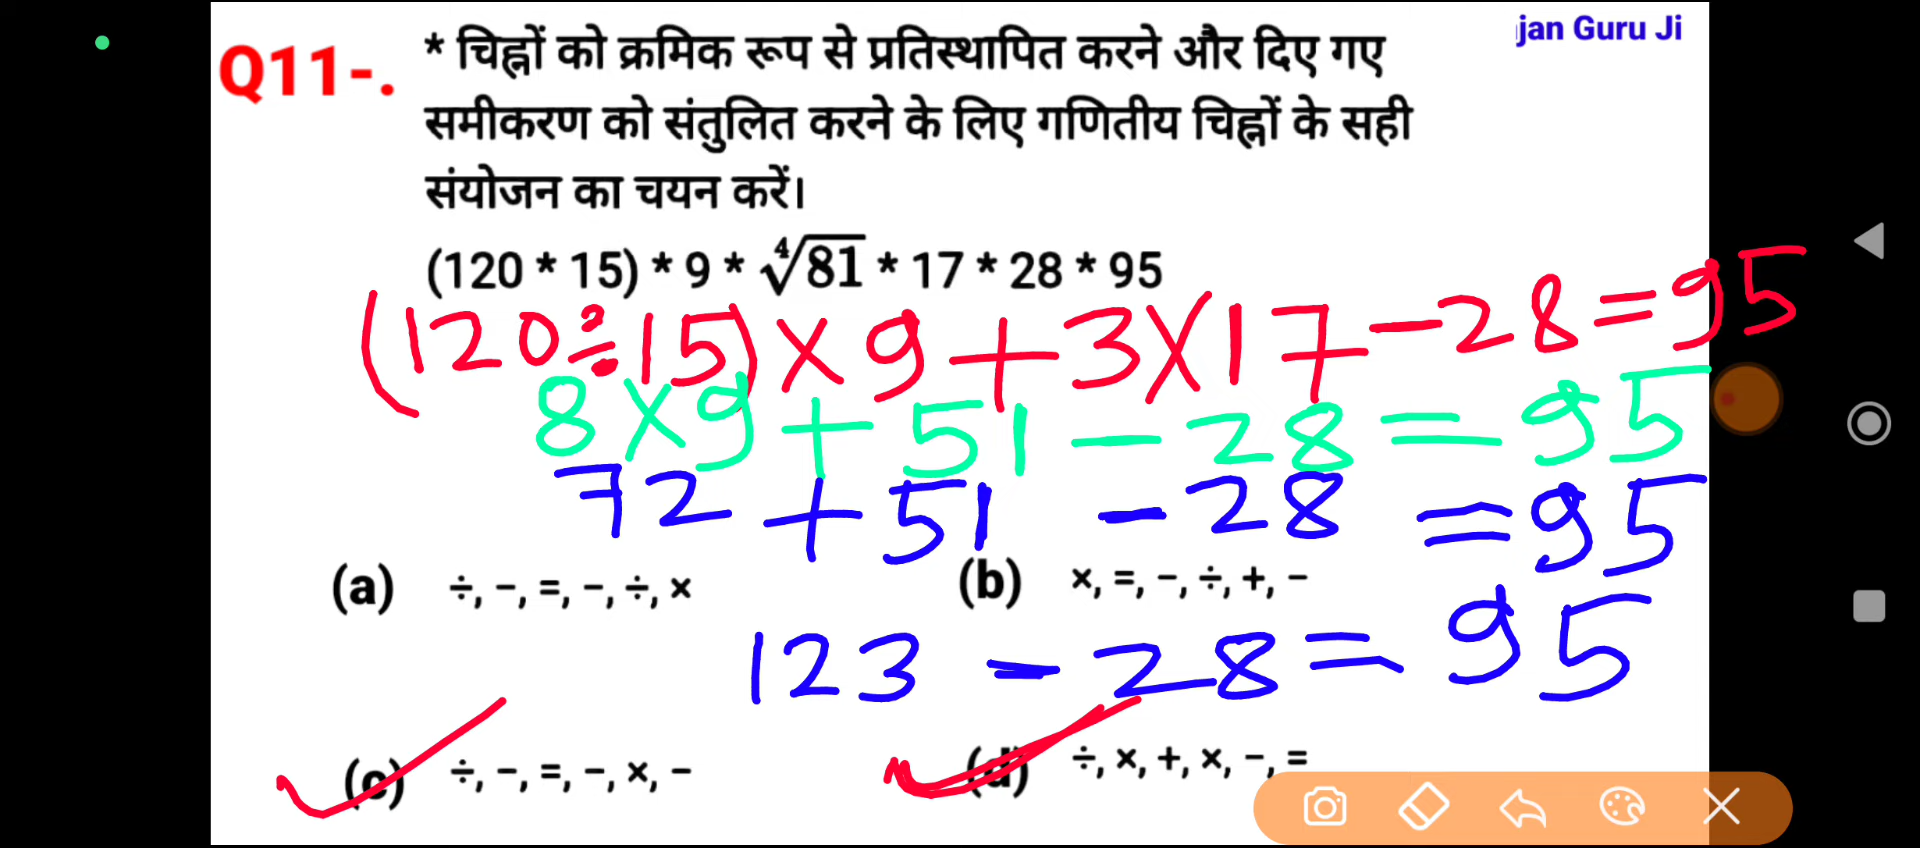 jan Guru Ji
Q11-. * चिह्नों को क्रमिक रूप से प्रतिस्थापित करने और दिए गए
समीकरण को संतुलित करने के लिए गणितीय चिह्नों के सही
संयोजन का चयन करें।
(120 * 15) * 9 * ∜81 * 17 * 28 * 95
(120÷15)×9+3×17-28=95
8×9+51-28=95
72+51-28=95
(a) ÷, −, =, −, ÷, × (b) ×, =, −, ÷, +, −
123-28=95
(c) ÷, −, =, −, ×, − (d) ÷, ×, +, ×, −, =